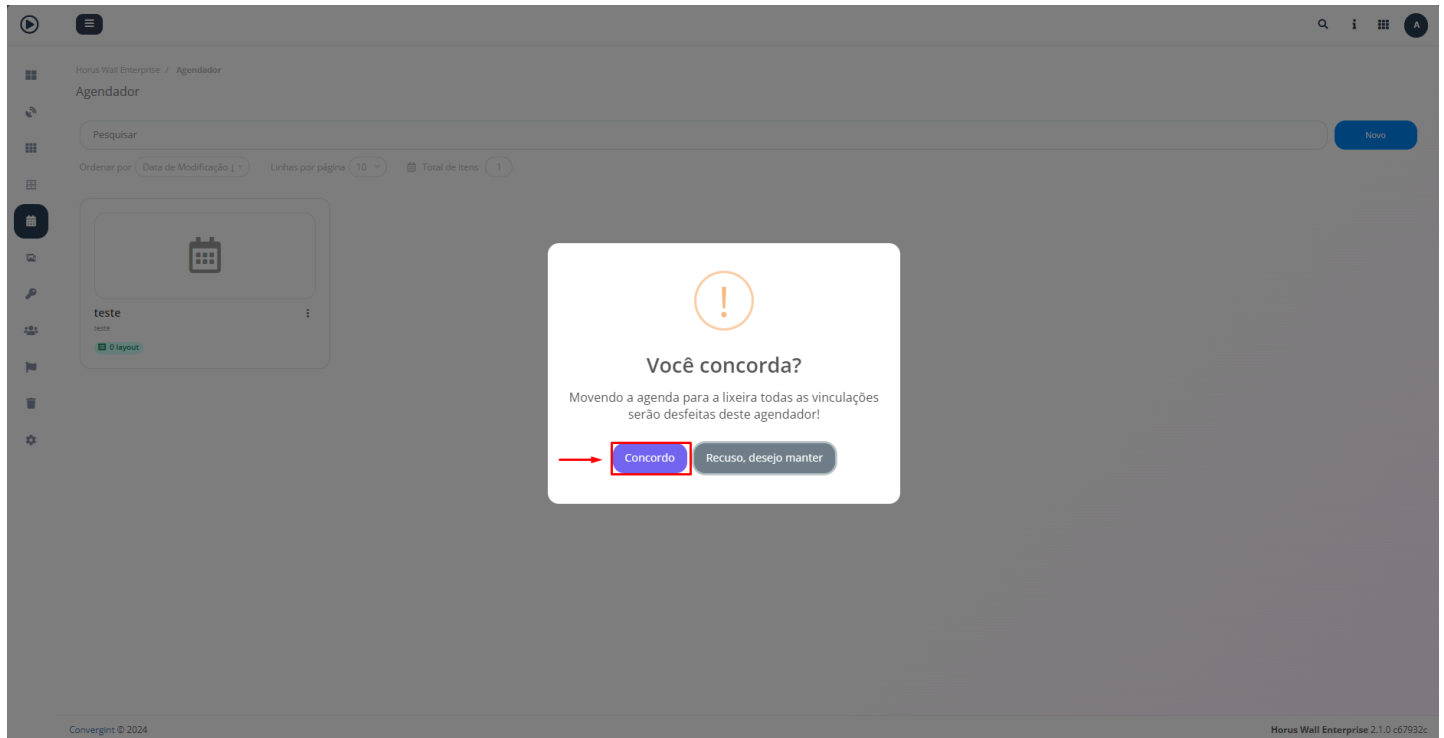 A
Horus Wall Enterprise / Agendador
Agendador
Pesquisar
Novo
Ordenar por Data de Modificação Linhas por página 10 Total de itens 1
teste
teste
0 layout
Você concorda?
Movendo a agenda para a lixeira todas as vinculações
serão desfeitas deste agendador!
Concordo Recuso, desejo manter
Convergint © 2024 Horus Wall Enterprise 2.1.0 c67932c